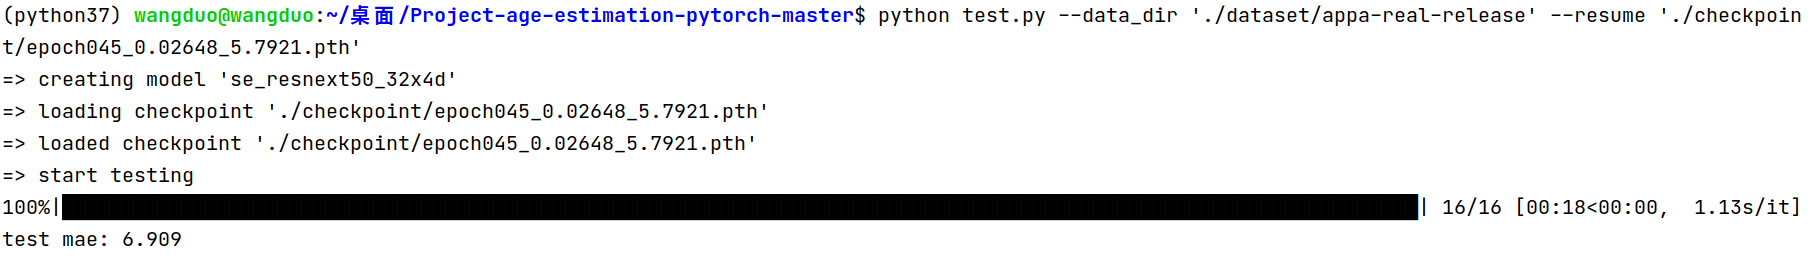 (python37) wangduo@wangduo:~/桌面/Project-age-estimation-pytorch-master$ python test.py --data_dir './dataset/appa-real-release' --resume './checkpoin
t/epoch045_0.02648_5.7921.pth'
=> creating model 'se_resnext50_32x4d'
=> loading checkpoint './checkpoint/epoch045_0.02648_5.7921.pth'
=> loaded checkpoint './checkpoint/epoch045_0.02648_5.7921.pth'
=> start testing
100%|██████████| 16/16 [00:18<00:00,  1.13s/it]
test mae: 6.909